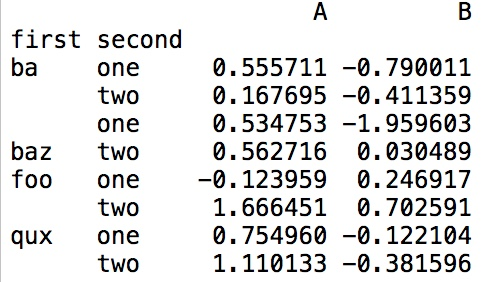 A B
first second
ba one 0.555711 -0.790011
two 0.167695 -0.411359
one 0.534753 -1.959603
baz two 0.562716 0.030489
foo one -0.123959 0.246917
two 1.666451 0.702591
qux one 0.754960 -0.122104
two 1.110133 -0.381596